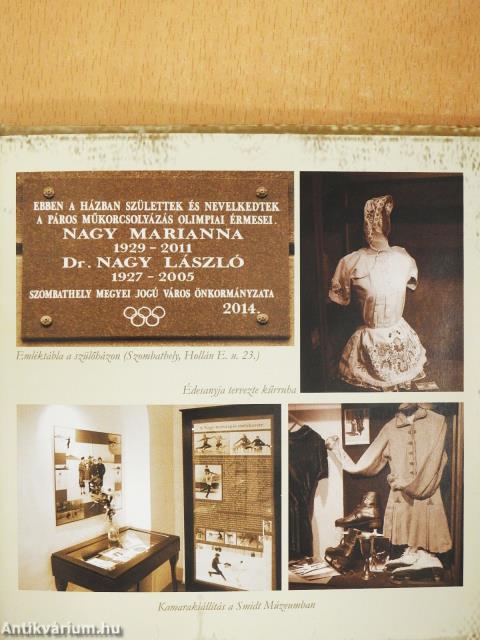 EBBEN A HÁZBAN SZÜLETTEK ÉS NEVELKEDTEK
A PÁROS MŰKORCSOLYÁZÁS OLIMPIAI ÉRMESEI.
NAGY MARIANNA
1929 - 2011
Dr. NAGY LÁSZLÓ
1927 - 2005
SZOMBATHELY MEGYEI JOGÚ VÁROS ÖNKORMÁNYZATA
2014.
Emléktábla a szülőházon (Szombathely, Hollán E. u. 23.)
Édesanyja tervezte kűrruha
Kamarakiállítás a Smidt Múzeumban
Antikvárium.hu